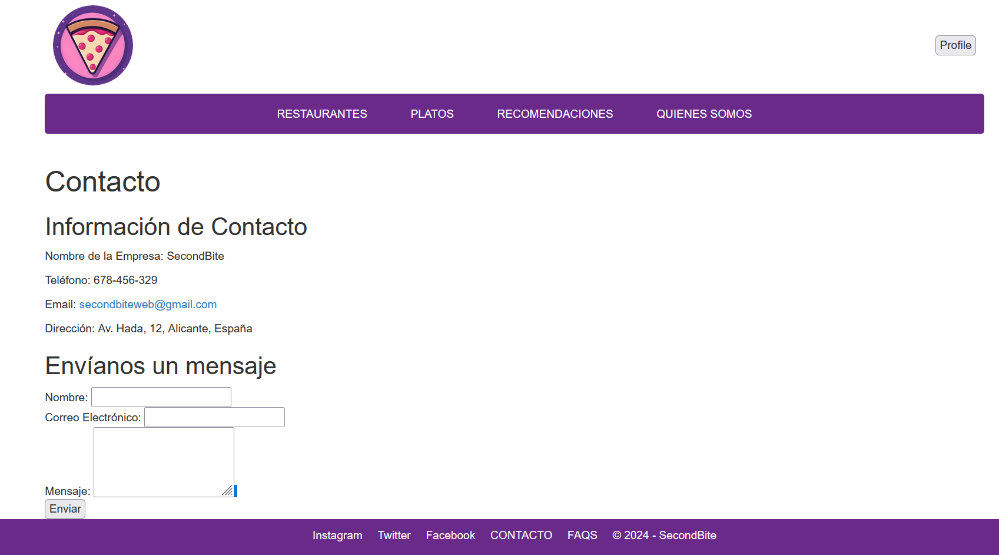 Profile
RESTAURANTES PLATOS RECOMENDACIONES QUIENES SOMOS
Contacto
Información de Contacto
Nombre de la Empresa: SecondBite
Teléfono: 678-456-329
Email: secondbiteweb@gmail.com
Dirección: Av. Hada, 12, Alicante, España
Envíanos un mensaje
Nombre:
Correo Electrónico:
Mensaje:
Enviar
Instagram Twitter Facebook CONTACTO FAQS © 2024 - SecondBite